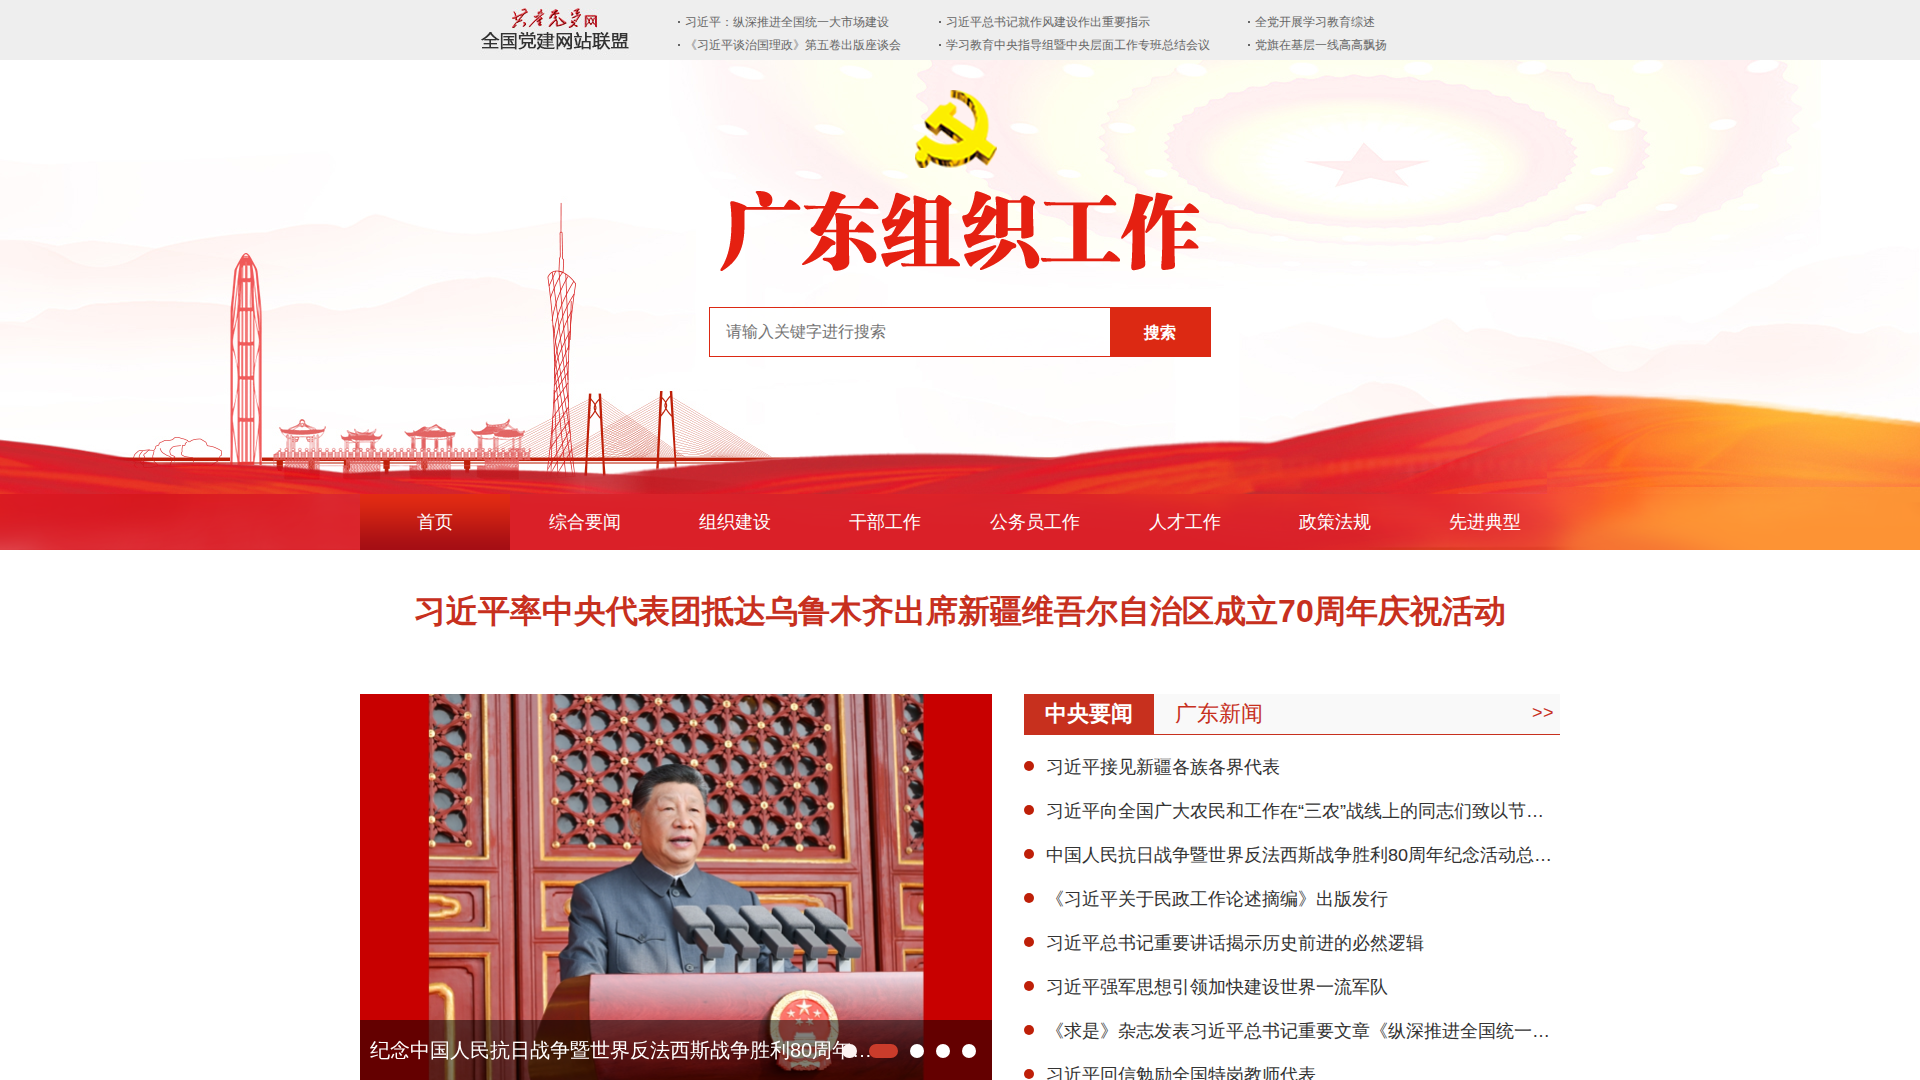 共产党员网
全国党建网站联盟
· 习近平：纵深推进全国统一大市场建设
· 习近平总书记就作风建设作出重要指示
· 全党开展学习教育综述
· 《习近平谈治国理政》第五卷出版座谈会
· 学习教育中央指导组暨中央层面工作专班总结会议
· 党旗在基层一线高高飘扬
广东组织工作
请输入关键字进行搜索
搜索
首页
综合要闻
组织建设
干部工作
公务员工作
人才工作
政策法规
先进典型
习近平率中央代表团抵达乌鲁木齐出席新疆维吾尔自治区成立70周年庆祝活动
纪念中国人民抗日战争暨世界反法西斯战争胜利80周年…
中央要闻
广东新闻
>>
习近平接见新疆各族各界代表
习近平向全国广大农民和工作在“三农”战线上的同志们致以节…
中国人民抗日战争暨世界反法西斯战争胜利80周年纪念活动总…
《习近平关于民政工作论述摘编》出版发行
习近平总书记重要讲话揭示历史前进的必然逻辑
习近平强军思想引领加快建设世界一流军队
《求是》杂志发表习近平总书记重要文章《纵深推进全国统一…
习近平回信勉励全国特岗教师代表